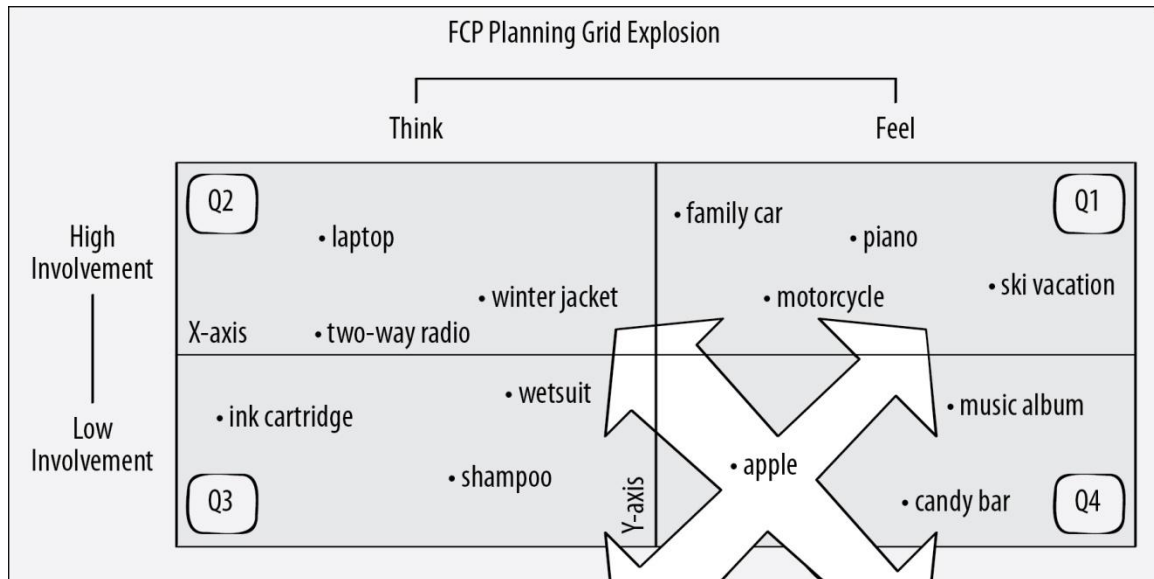 FCP Planning Grid Explosion
Think
Feel
Q2
Q1
• family car
• laptop
• piano
High
Involvement
• ski vacation
• winter jacket
• motorcycle
X-axis
• two-way radio
• wetsuit
• music album
• ink cartridge
Low
Involvement
• apple
• shampoo
Y-axis
Q3
• candy bar
Q4